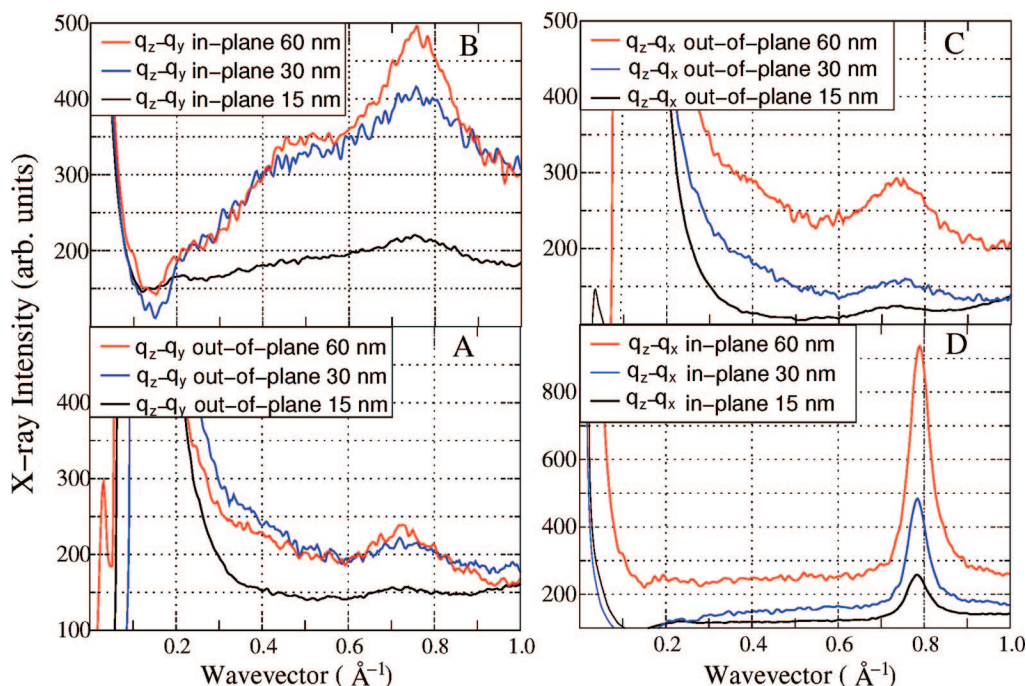 X-ray Intensity (arb. units)
500
400
300
200
B
q_z-q_y in-plane 60 nm
q_z-q_y in-plane 30 nm
q_z-q_y in-plane 15 nm
400
300
200
100
A
q_z-q_y out-of-plane 60 nm
q_z-q_y out-of-plane 30 nm
q_z-q_y out-of-plane 15 nm
0.2 0.4 0.6 0.8 1.0
Wavevector ( Å⁻¹)
500
400
300
200
C
q_z-q_x out-of-plane 60 nm
q_z-q_x out-of-plane 30 nm
q_z-q_x out-of-plane 15 nm
800
600
400
200
D
q_z-q_x in-plane 60 nm
q_z-q_x in-plane 30 nm
q_z-q_x in-plane 15 nm
0.2 0.4 0.6 0.8 1.0
Wavevector ( Å⁻¹)